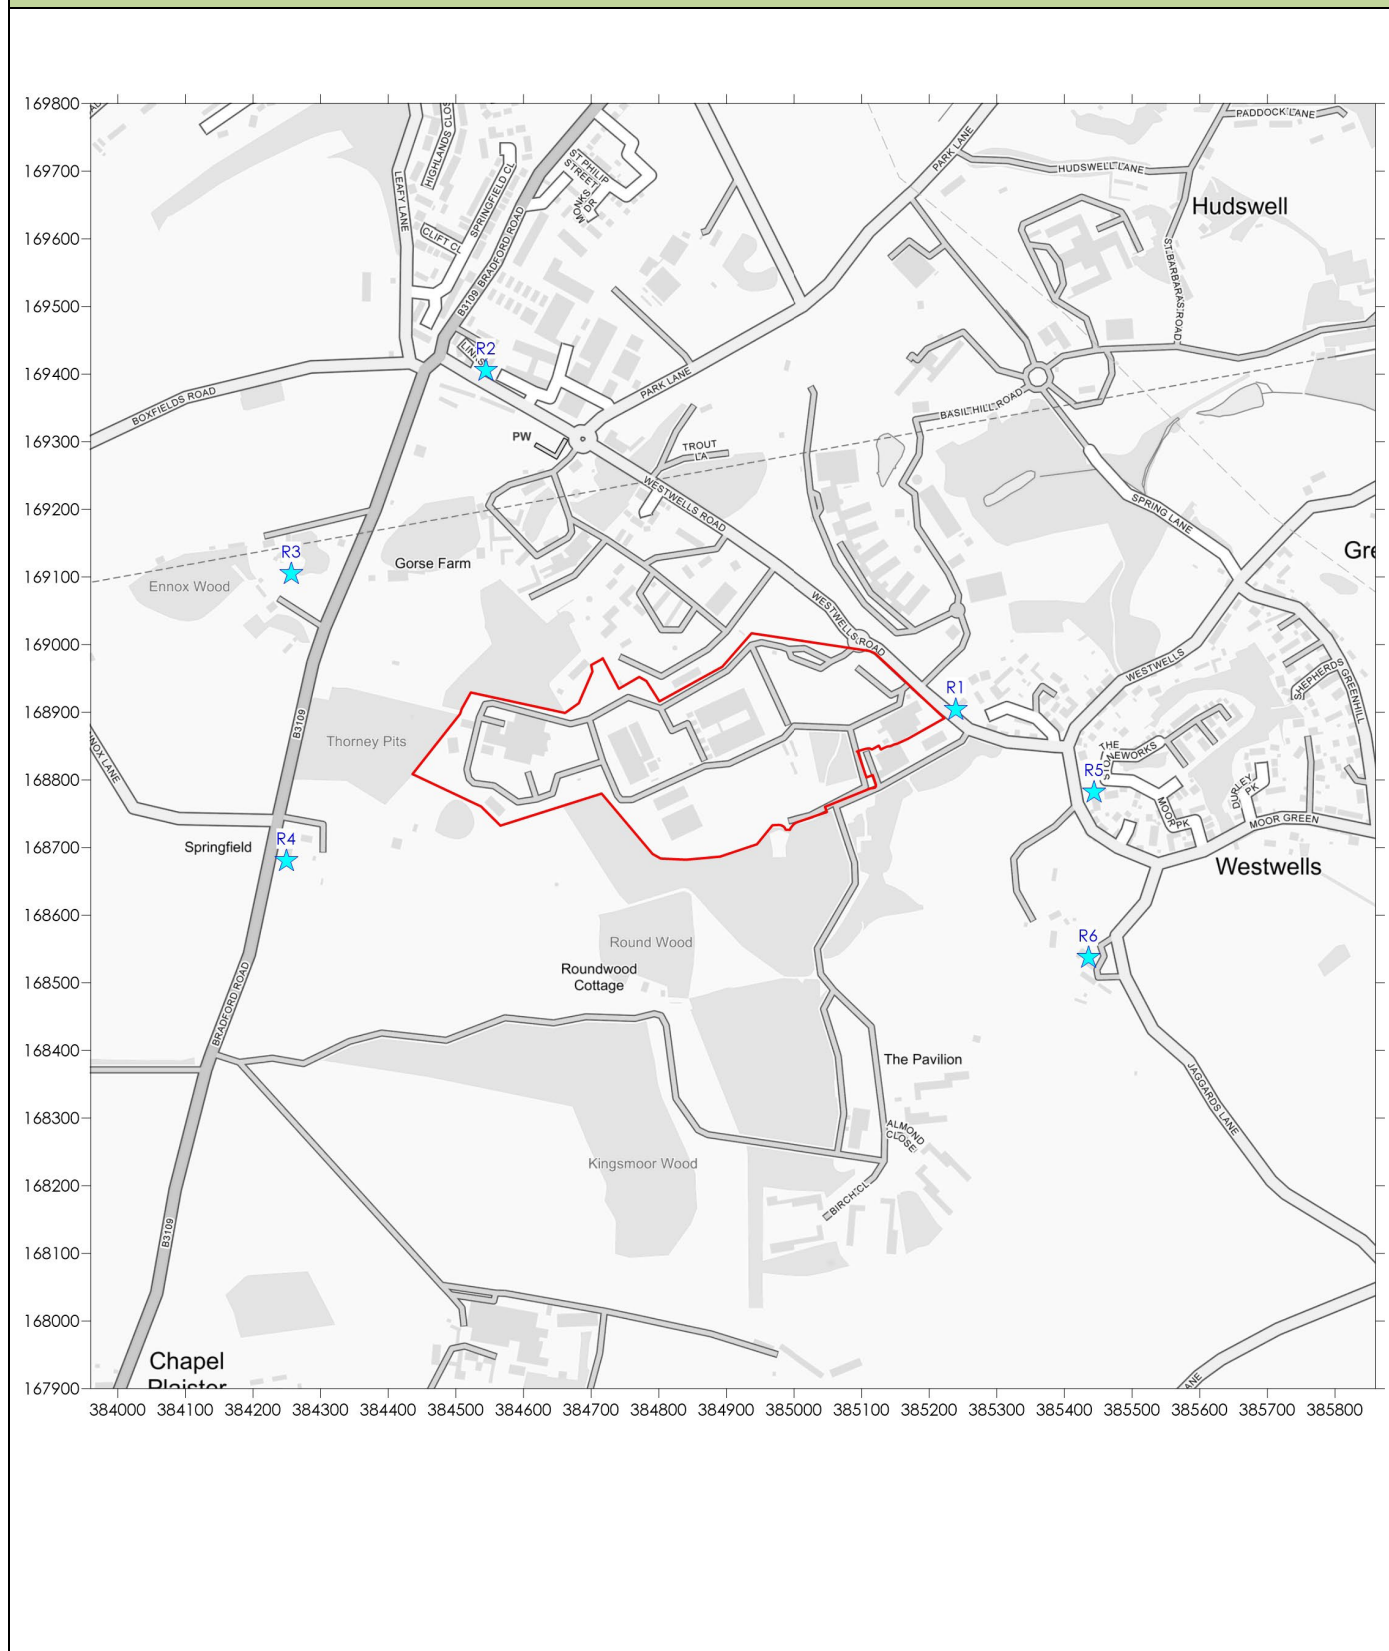 169800
169700
169600
169500
169400
169300
169200
169100
169000
168900
168800
168700
168600
168500
168400
168300
168200
168100
168000
167900
384000 384100 384200 384300 384400 384500 384600 384700 384800 384900 385000 385100 385200 385300 385400 385500 385600 385700 385800
HIGHLANDS CLO
LEAFY LANE
SPRINGFIELD CL
CLIFT CL
B3109 BRADFORD ROAD
ST PHILIP
STREET
DR
PARK LANE
PADDOCK LANE
HUDSWELL LANE
Hudswell
ST BARBARAS ROAD
R2
BOXFIELDS ROAD
PARK LANE
BASIL HILL ROAD
PW
TROUT
LA
WESTWELLS ROAD
SPRING LANE
R3
Ennox Wood
Gorse Farm
Gre
WESTWELLS ROAD
B3109
Thorney Pits
R1
WESTWELLS
SHEPHERDS
GREENHILL
THE
R5
MOOR
PK
DURLEY
PK
MOOR GREEN
Westwells
R4
Springfield
R6
Round Wood
Roundwood
Cottage
BRADFORD ROAD
The Pavilion
ALMOND
CLOSE
JAGGARDS LANE
Kingsmoor Wood
BIRCH CL
B3109
Chapel
Plaister
ANE